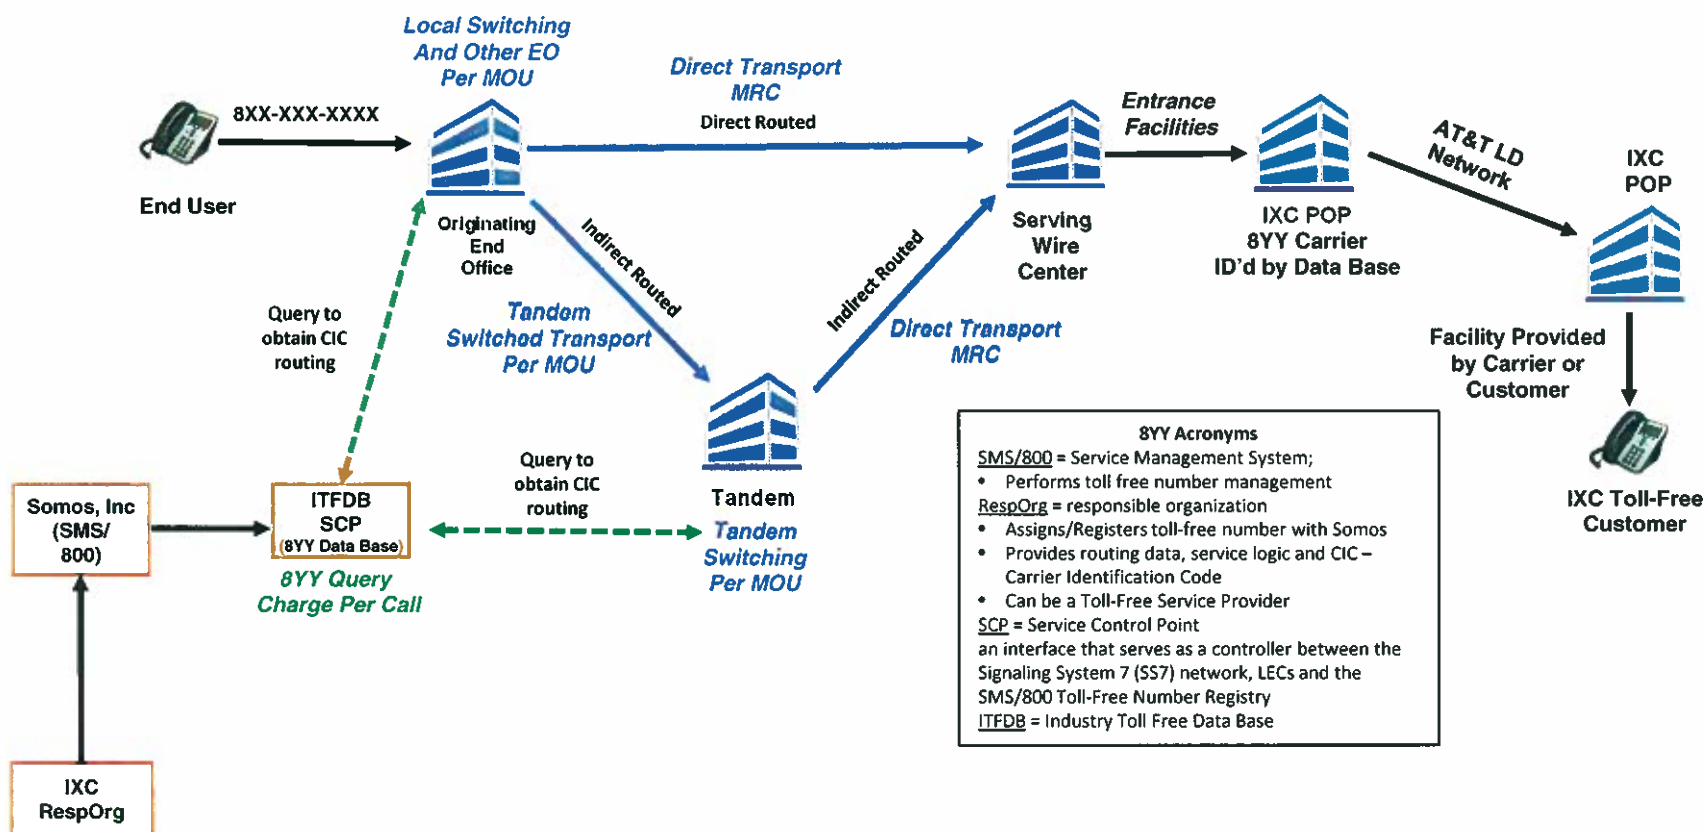 Local Switching
And Other EO
Per MOU
Direct Transport
MRC
Direct Routed
8XX-XXX-XXXX
End User
Originating
End
Office
Entrance
Facilities
Serving
Wire
Center
IXC POP
8YY Carrier
ID'd by Data Base
AT&T LD
Network
IXC
POP
Indirect Routed
Indirect Routed
Query to
obtain CIC
routing
Tandem
Switched Transport
Per MOU
Direct Transport
MRC
Facility Provided
by Carrier or
Customer
IXC Toll-Free
Customer
Tandem
Tandem
Switching
Per MOU
Query to
obtain CIC
routing
Somos, Inc
(SMS/
800)
ITFDB
SCP
(8YY Data Base)
8YY Query
Charge Per Call
IXC
RespOrg
8YY Acronyms
SMS/800 = Service Management System;
• Performs toll free number management
RespOrg = responsible organization
• Assigns/Registers toll-free number with Somos
• Provides routing data, service logic and CIC –
Carrier Identification Code
• Can be a Toll-Free Service Provider
SCP = Service Control Point
an interface that serves as a controller between the
Signaling System 7 (SS7) network, LECs and the
SMS/800 Toll-Free Number Registry
ITFDB = Industry Toll Free Data Base